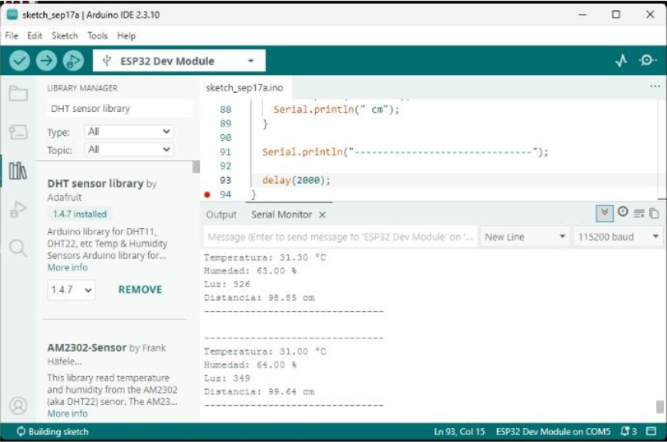 sketch_sep17a | Arduino IDE 2.3.10
File Edit Sketch Tools Help
ESP32 Dev Module
LIBRARY MANAGER
DHT sensor library
Type: All
Topic: All
DHT sensor library by
Adafruit
1.4.7 installed
Arduino library for DHT11,
DHT22, etc Temp & Humidity
Sensors Arduino library for...
More info
1.4.7 REMOVE
AM2302-Sensor by Frank
Häfele...
This library read temperature
and humidity from the AM2302
(aka DHT22) senor. The AM23...
More info
sketch_sep17a.ino
88 Serial.println(" cm");
89 }
90
91 Serial.println("--------------------------------");
92
93 delay(2000);
94 }
Output Serial Monitor
Message (Enter to send message to 'ESP32 Dev Module' on '... New Line 115200 baud
Temperatura: 31.30 °C
Humedad: 63.00 %
Luz: 326
Distancia: 98.85 cm
--------------------------------
--------------------------------
Temperatura: 31.00 °C
Humedad: 64.00 %
Luz: 349
Distancia: 99.64 cm
--------------------------------
Building sketch Ln 93, Col 15 ESP32 Dev Module on COM5 3